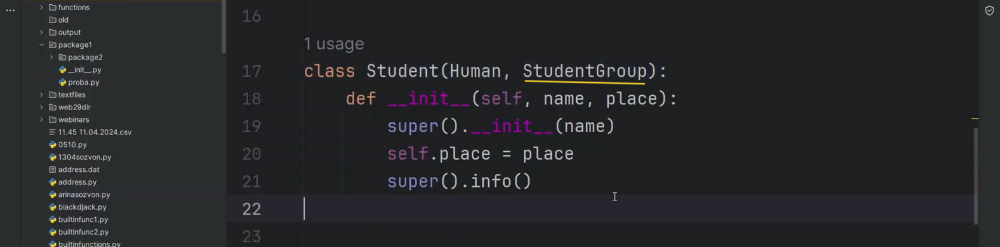 functions
old
output
package1
package2
__init__.py
proba.py
textfiles
web29dir
webinars
11.45 11.04.2024.csv
0510.py
1304sozvon.py
address.dat
address.py
arinasozvon.py
blackdjack.py
builtinfunc1.py
builtinfunc2.py
builtinfunctions.py
16
1 usage
17 class Student(Human, StudentGroup):
18 def __init__(self, name, place):
19 super().__init__(name)
20 self.place = place
21 super().info()
22
23